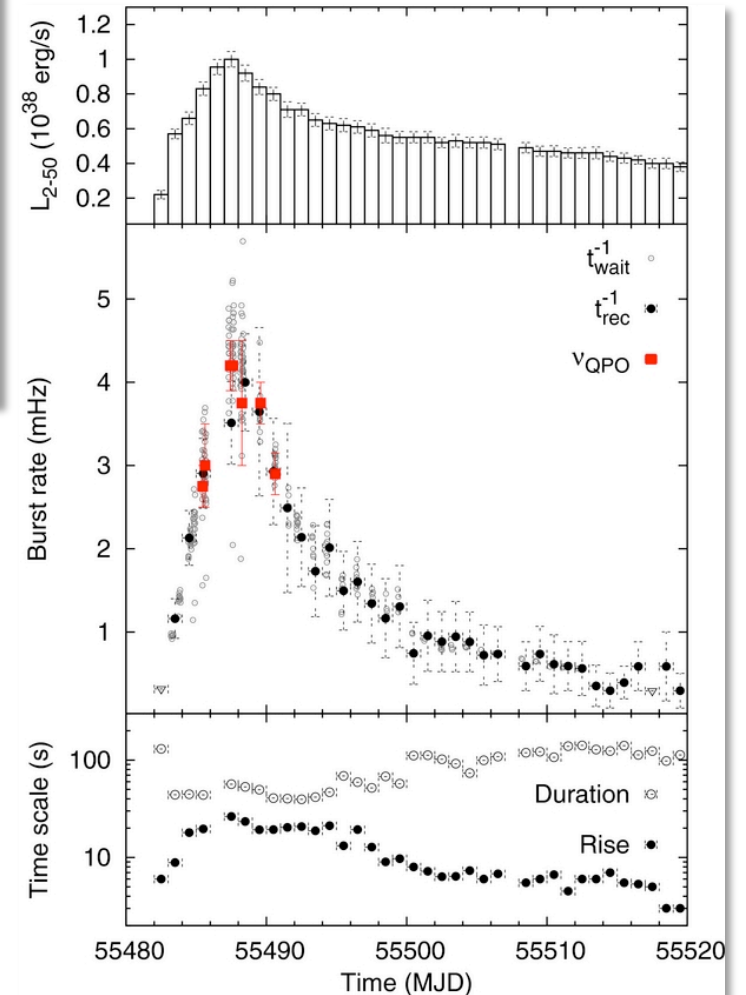 L2-50 (10^38 erg/s)
1.2
1
0.8
0.6
0.4
0.2
Burst rate (mHz)
5
4
3
2
1
t^-1 wait
t^-1 rec
νQPO
Time scale (s)
100
10
Duration
Rise
55480 55490 55500 55510 55520
Time (MJD)